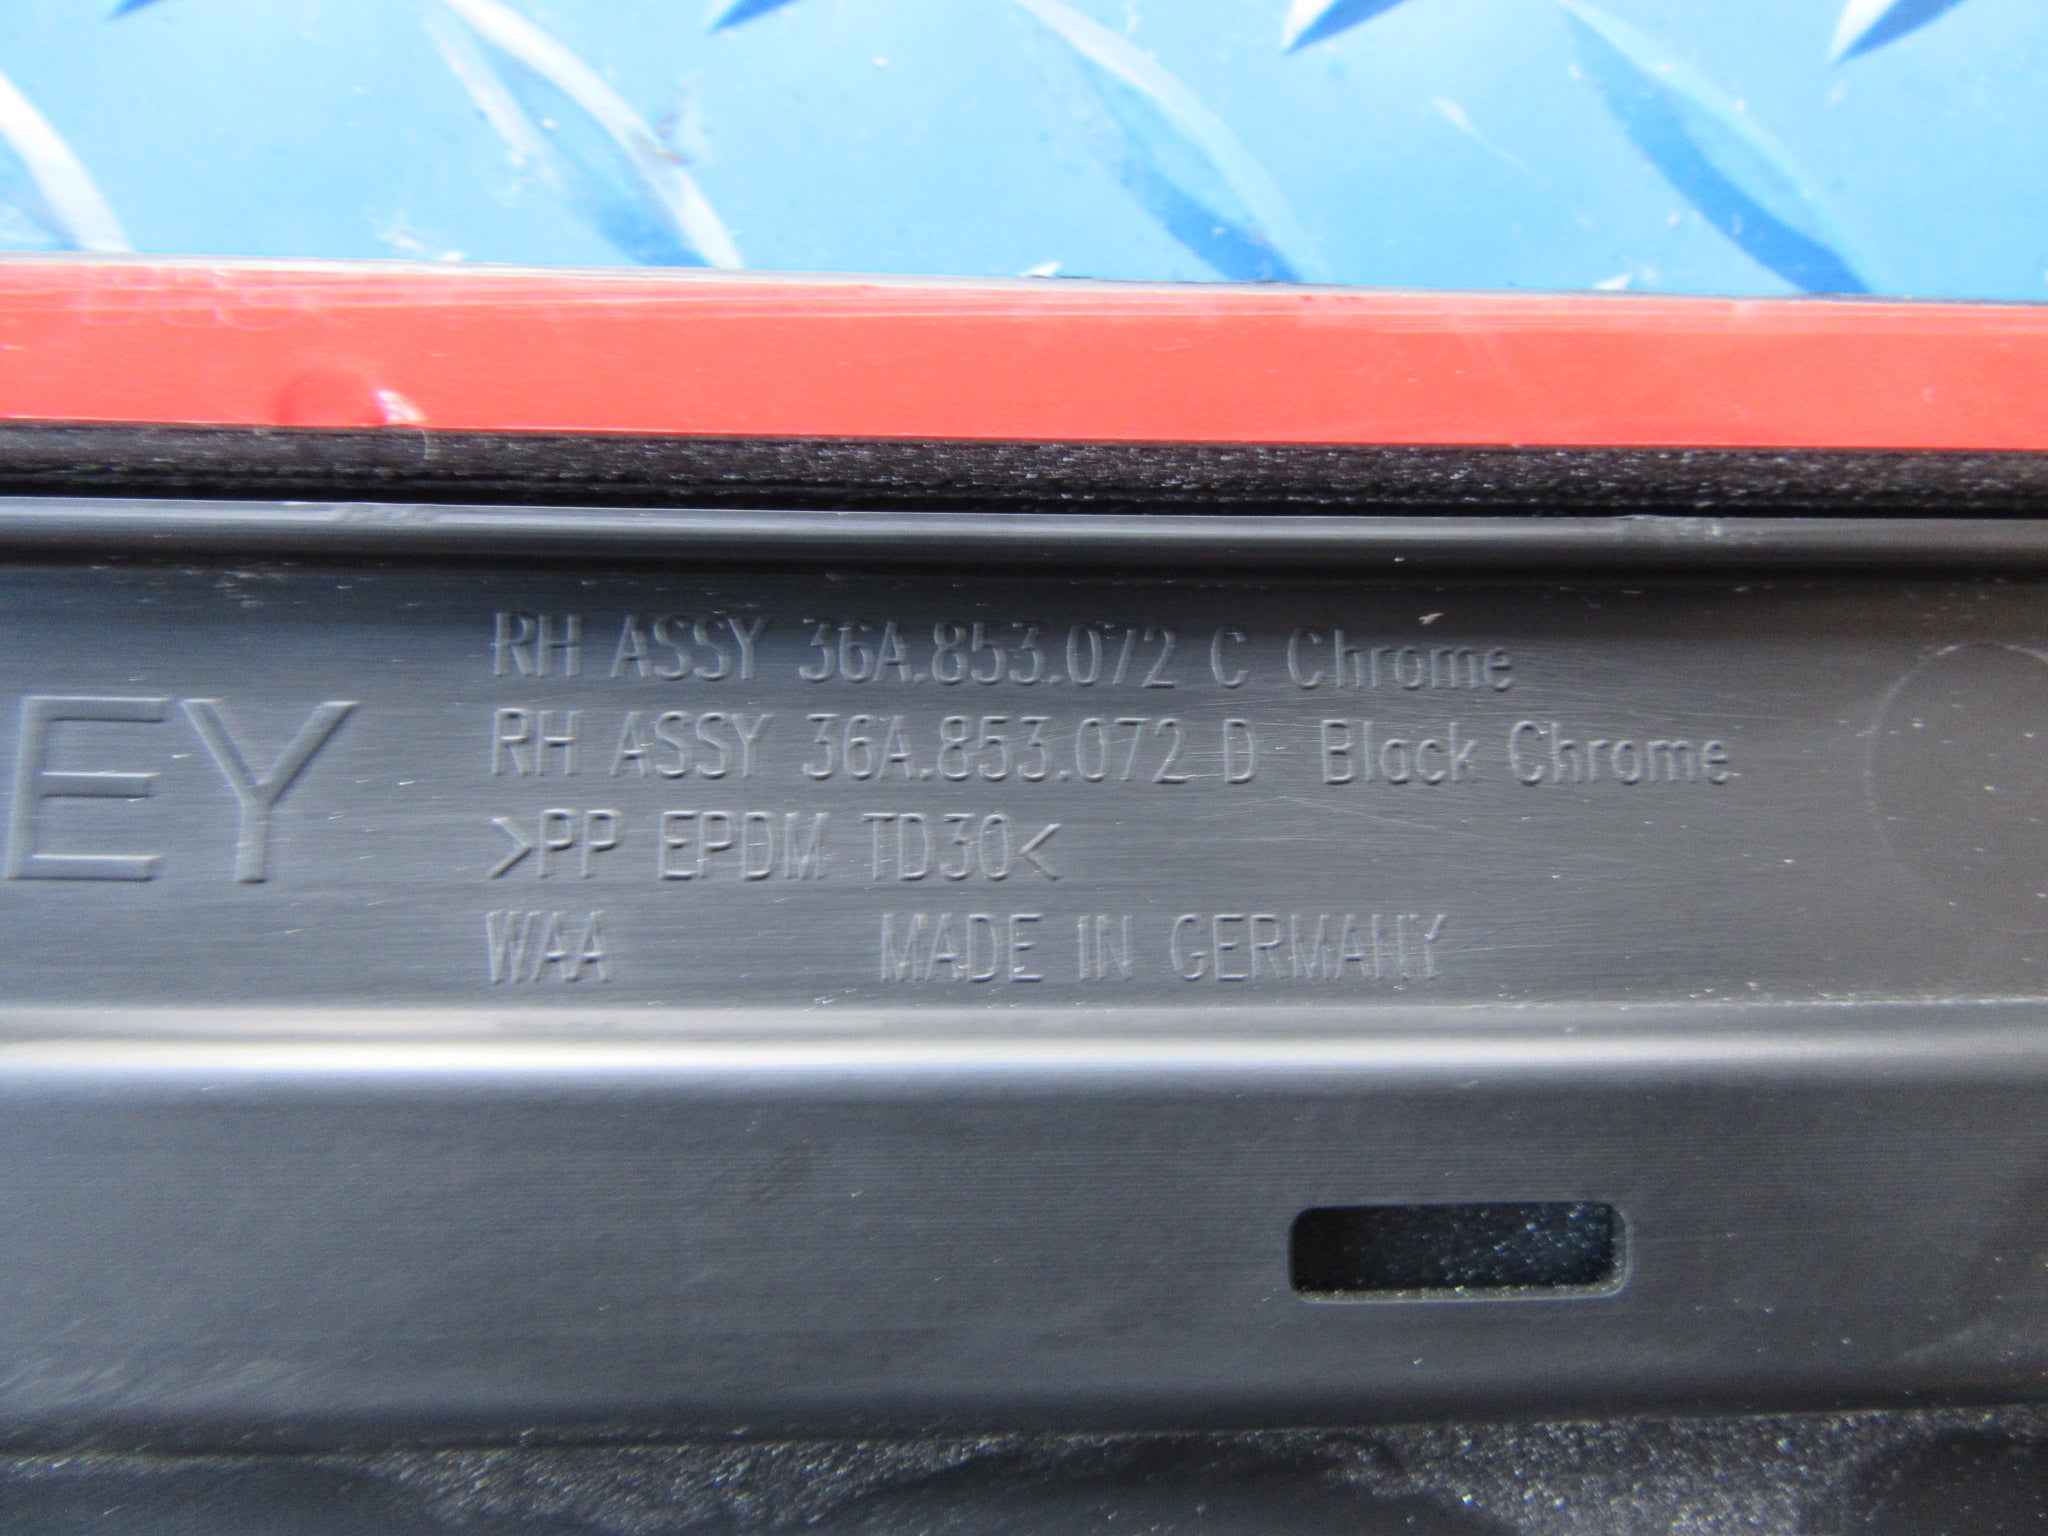 RH ASSY 36A.853.072 C Chrome
RH ASSY 36A.853.072 D Black Chrome
EY
>PP EPDM TD30<
WAA MADE IN GERMANY